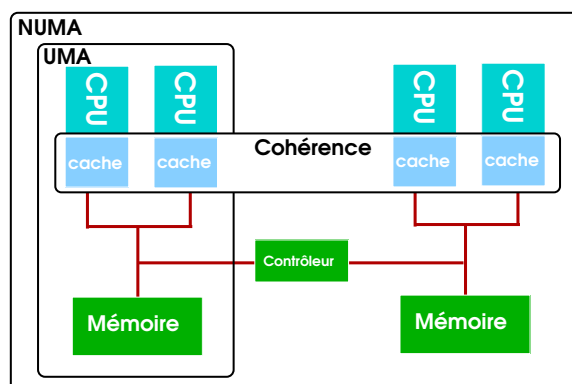 NUMA
UMA
CPU
CPU
CPU
CPU
cache
cache
Cohérence
cache
cache
Contrôleur
Mémoire
Mémoire